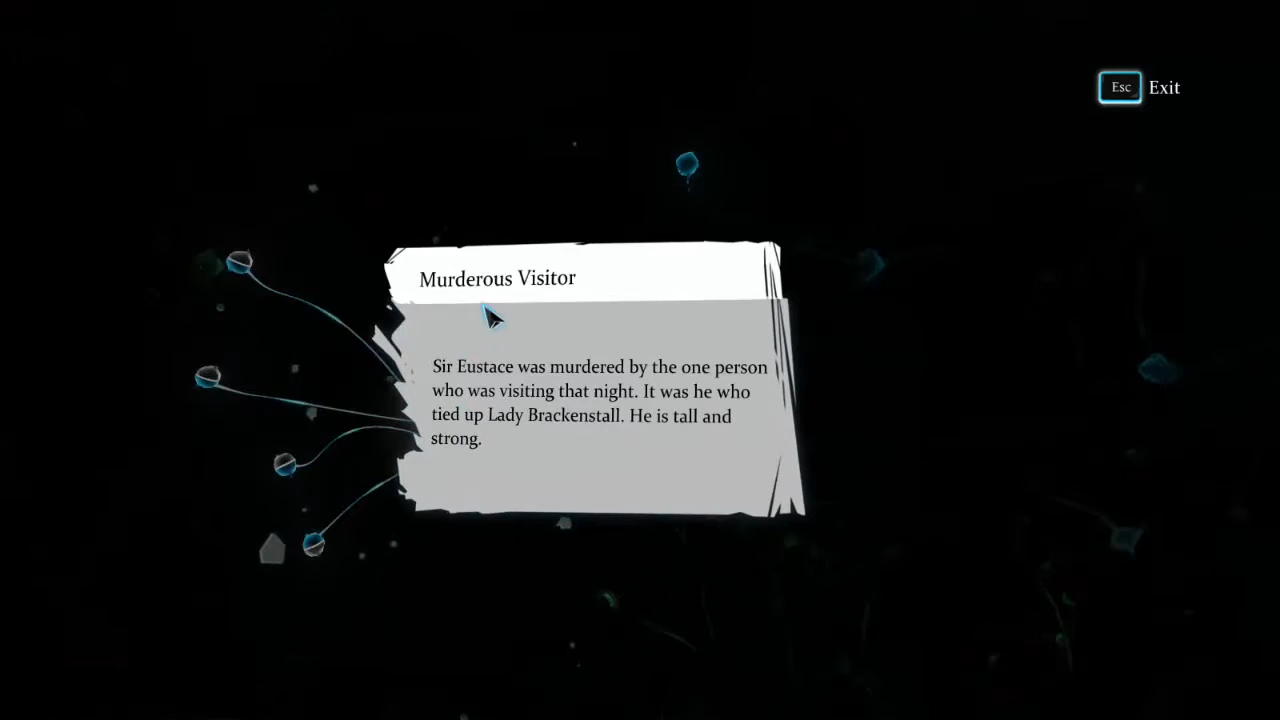 Esc Exit
Murderous Visitor
Sir Eustace was murdered by the one person
who was visiting that night. It was he who
tied up Lady Brackenstall. He is tall and
strong.